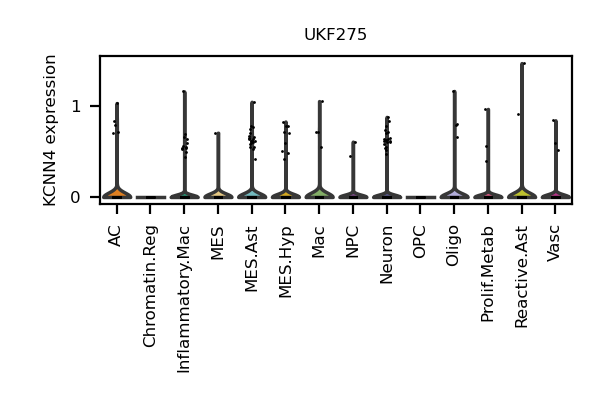 UKF275
KCNN4 expression
1
0
AC
Chromatin.Reg
Inflammatory.Mac
MES
MES.Ast
MES.Hyp
Mac
NPC
Neuron
OPC
Oligo
Prolif.Metab
Reactive.Ast
Vasc